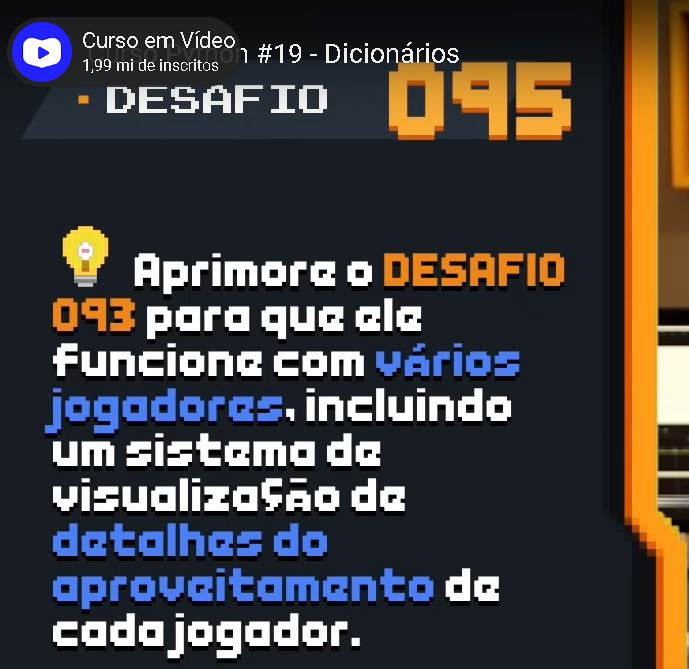 Curso em Vídeo
1,99 mi de inscritos
n #19 - Dicionários
DESAFIO 095
Aprimore o DESAFIO
093 para que ele
funcione com vários
jogadores, incluindo
um sistema de
visualização de
detalhes do
aproveitamento de
cada jogador.